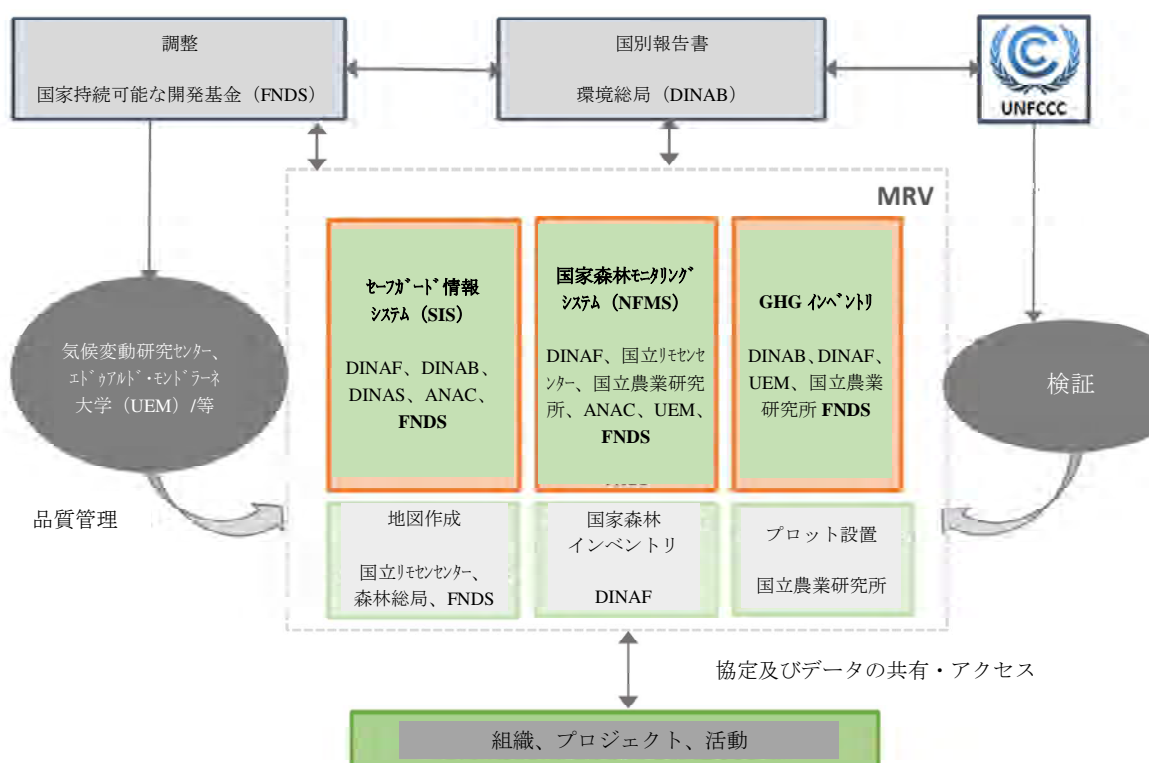 調整
国家持続可能な開発基金（FNDS）
国別報告書
環境総局（DINAB）
UNFCCC
MRV
ｾｰﾌｶﾞｰﾄﾞ情報
ｼｽﾃﾑ（SIS）
DINAF、DINAB、
DINAS、ANAC、
FNDS
国家森林ﾓﾆﾀﾘﾝｸﾞ
ｼｽﾃﾑ（NFMS）
DINAF、国立ﾘﾓｾﾝｾ
ﾝﾀｰ、国立農業研究
所、ANAC、UEM、
FNDS
GHG ｲﾝﾍﾞﾝﾄﾘ
DINAB、DINAF、
UEM、国立農業
研究所 FNDS
気候変動研究ｾﾝﾀｰ、
ｴﾄﾞｩｱﾙﾄﾞ・ﾓﾝﾄﾞﾗｰﾈ
大学（UEM）/等
検証
品質管理
地図作成
国立ﾘﾓｾﾝｾﾝﾀｰ、
森林総局、FNDS
国家森林
インベントリ
DINAF
プロット設置
国立農業研究所
協定及びデータの共有・アクセス
組織、プロジェクト、活動